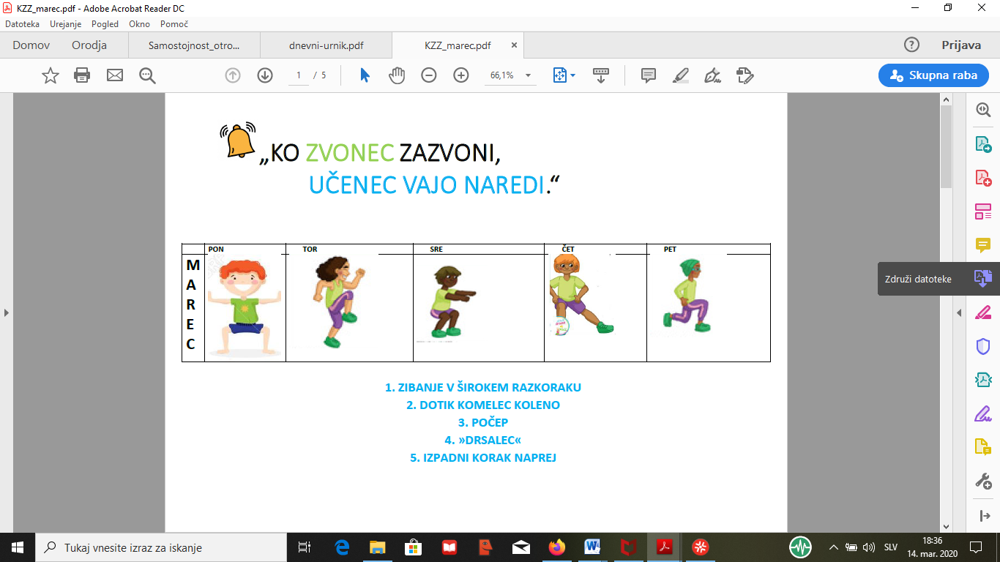 KZZ_marec.pdf - Adobe Acrobat Reader DC
Datoteka Urejanje Pogled Okno Pomoč
Domov Orodja Samostojnost_otro... dnevni-urnik.pdf KZZ_marec.pdf × ? Prijava
1 / 5 66,1% Skupna raba
„KO ZVONEC ZAZVONI,
UČENEC VAJO NAREDI.“
PON TOR SRE ČET PET
MAREC
Združi datoteke
1. ZIBANJE V ŠIROKEM RAZKORAKU
2. DOTIK KOMELEC KOLENO
3. POČEP
4. »DRSALEC«
5. IZPADNI KORAK NAPREJ
Tukaj vnesite izraz za iskanje
SLV
18:36
14. mar. 2020